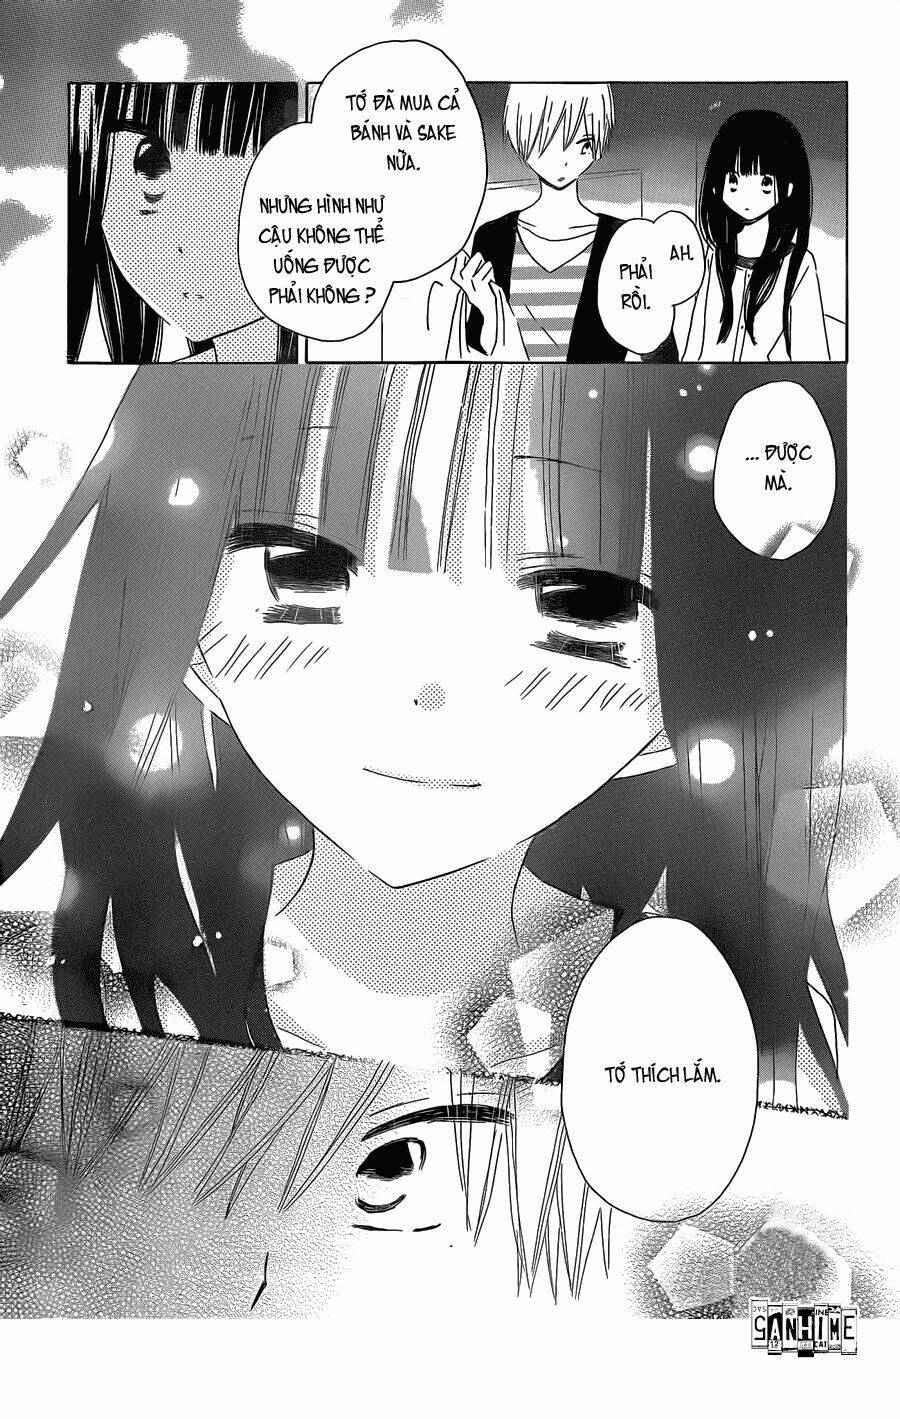 TỚ ĐÃ MUA CẢ
BÁNH VÀ SAKE
NỮA.
NHƯNG HÌNH NHƯ
CẬU KHÔNG THỂ
UỐNG ĐƯỢC
PHẢI KHÔNG?
AH.
PHẢI
RỒI.
... ĐƯỢC
MÀ.
TỚ THÍCH LẮM.
SANHIME